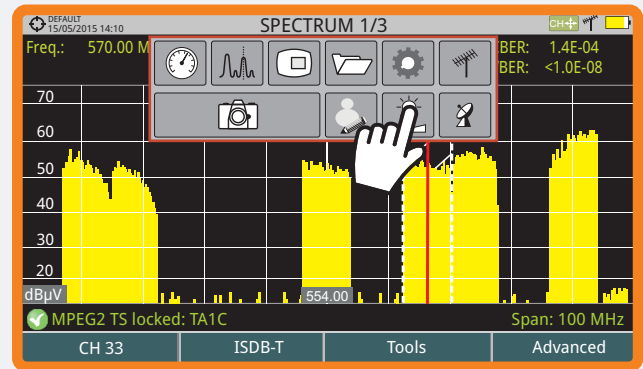 DEFAULT
15/05/2015 14:10
SPECTRUM 1/3
CH
Freq.: 570.00 M
BER: 1.4E-04
BER: <1.0E-08
70
60
50
40
30
20
dBµV
554.00
MPEG2 TS locked: TA1C
Span: 100 MHz
CH 33
ISDB-T
Tools
Advanced